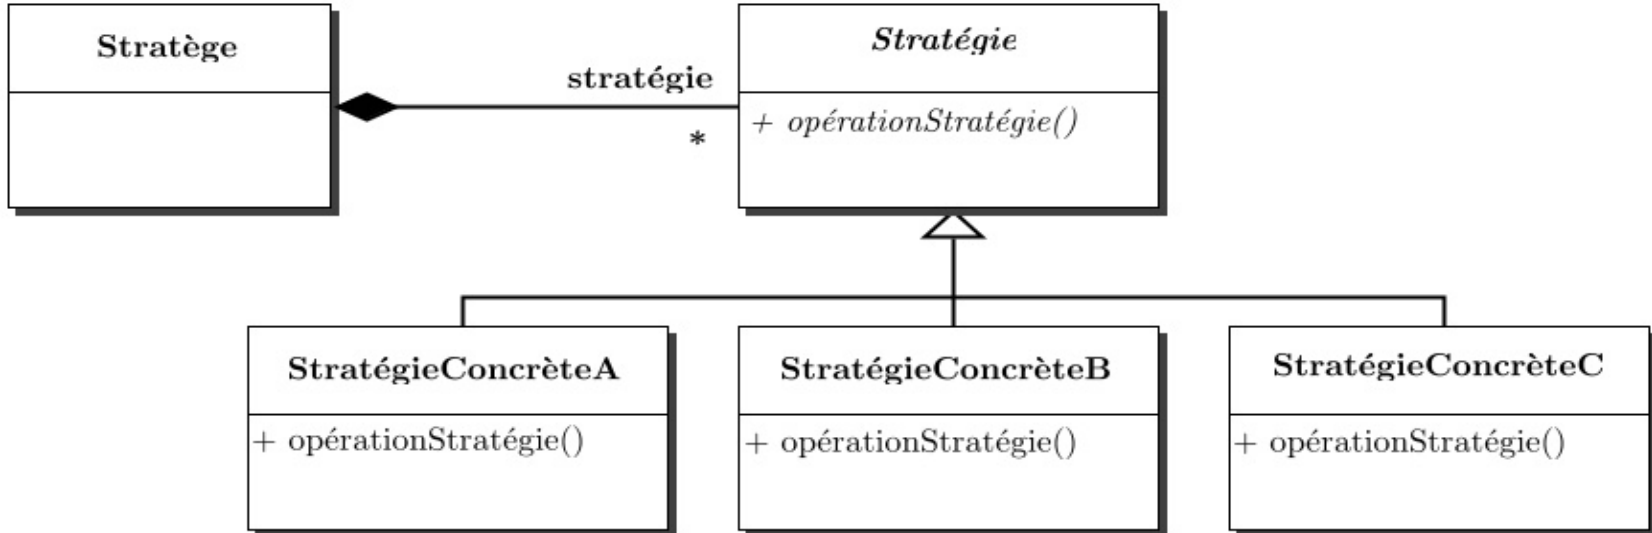 Stratège
Stratégie
stratégie
+ opérationStratégie()
*
StratégieConcrèteA
StratégieConcrèteB
StratégieConcrèteC
+ opérationStratégie()
+ opérationStratégie()
+ opérationStratégie()